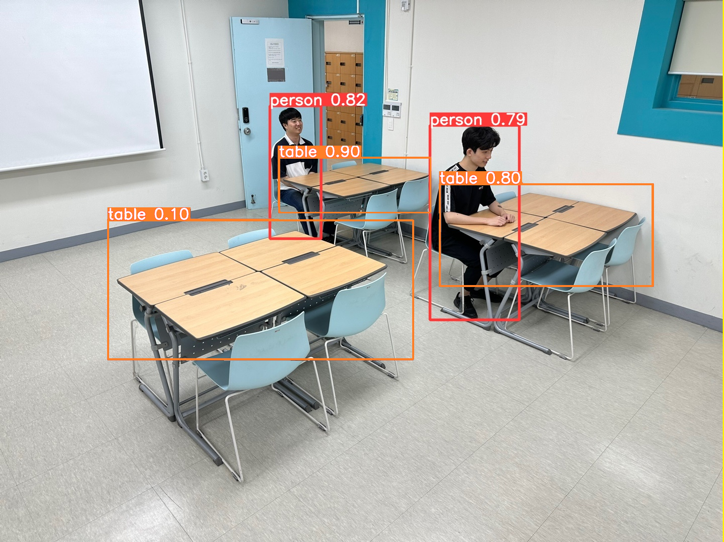 person 0.82
person 0.79
table 0.90
table 0.80
table 0.10